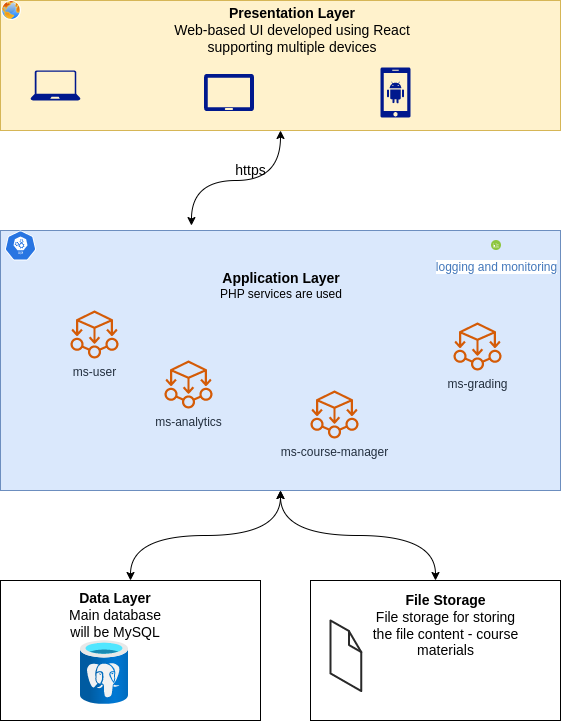 Presentation Layer
Web-based UI developed using React
supporting multiple devices
https
logging and monitoring
Application Layer
PHP services are used
ms-user
ms-grading
ms-analytics
ms-course-manager
Data Layer
Main database
will be MySQL
File Storage
File storage for storing
the file content - course
materials